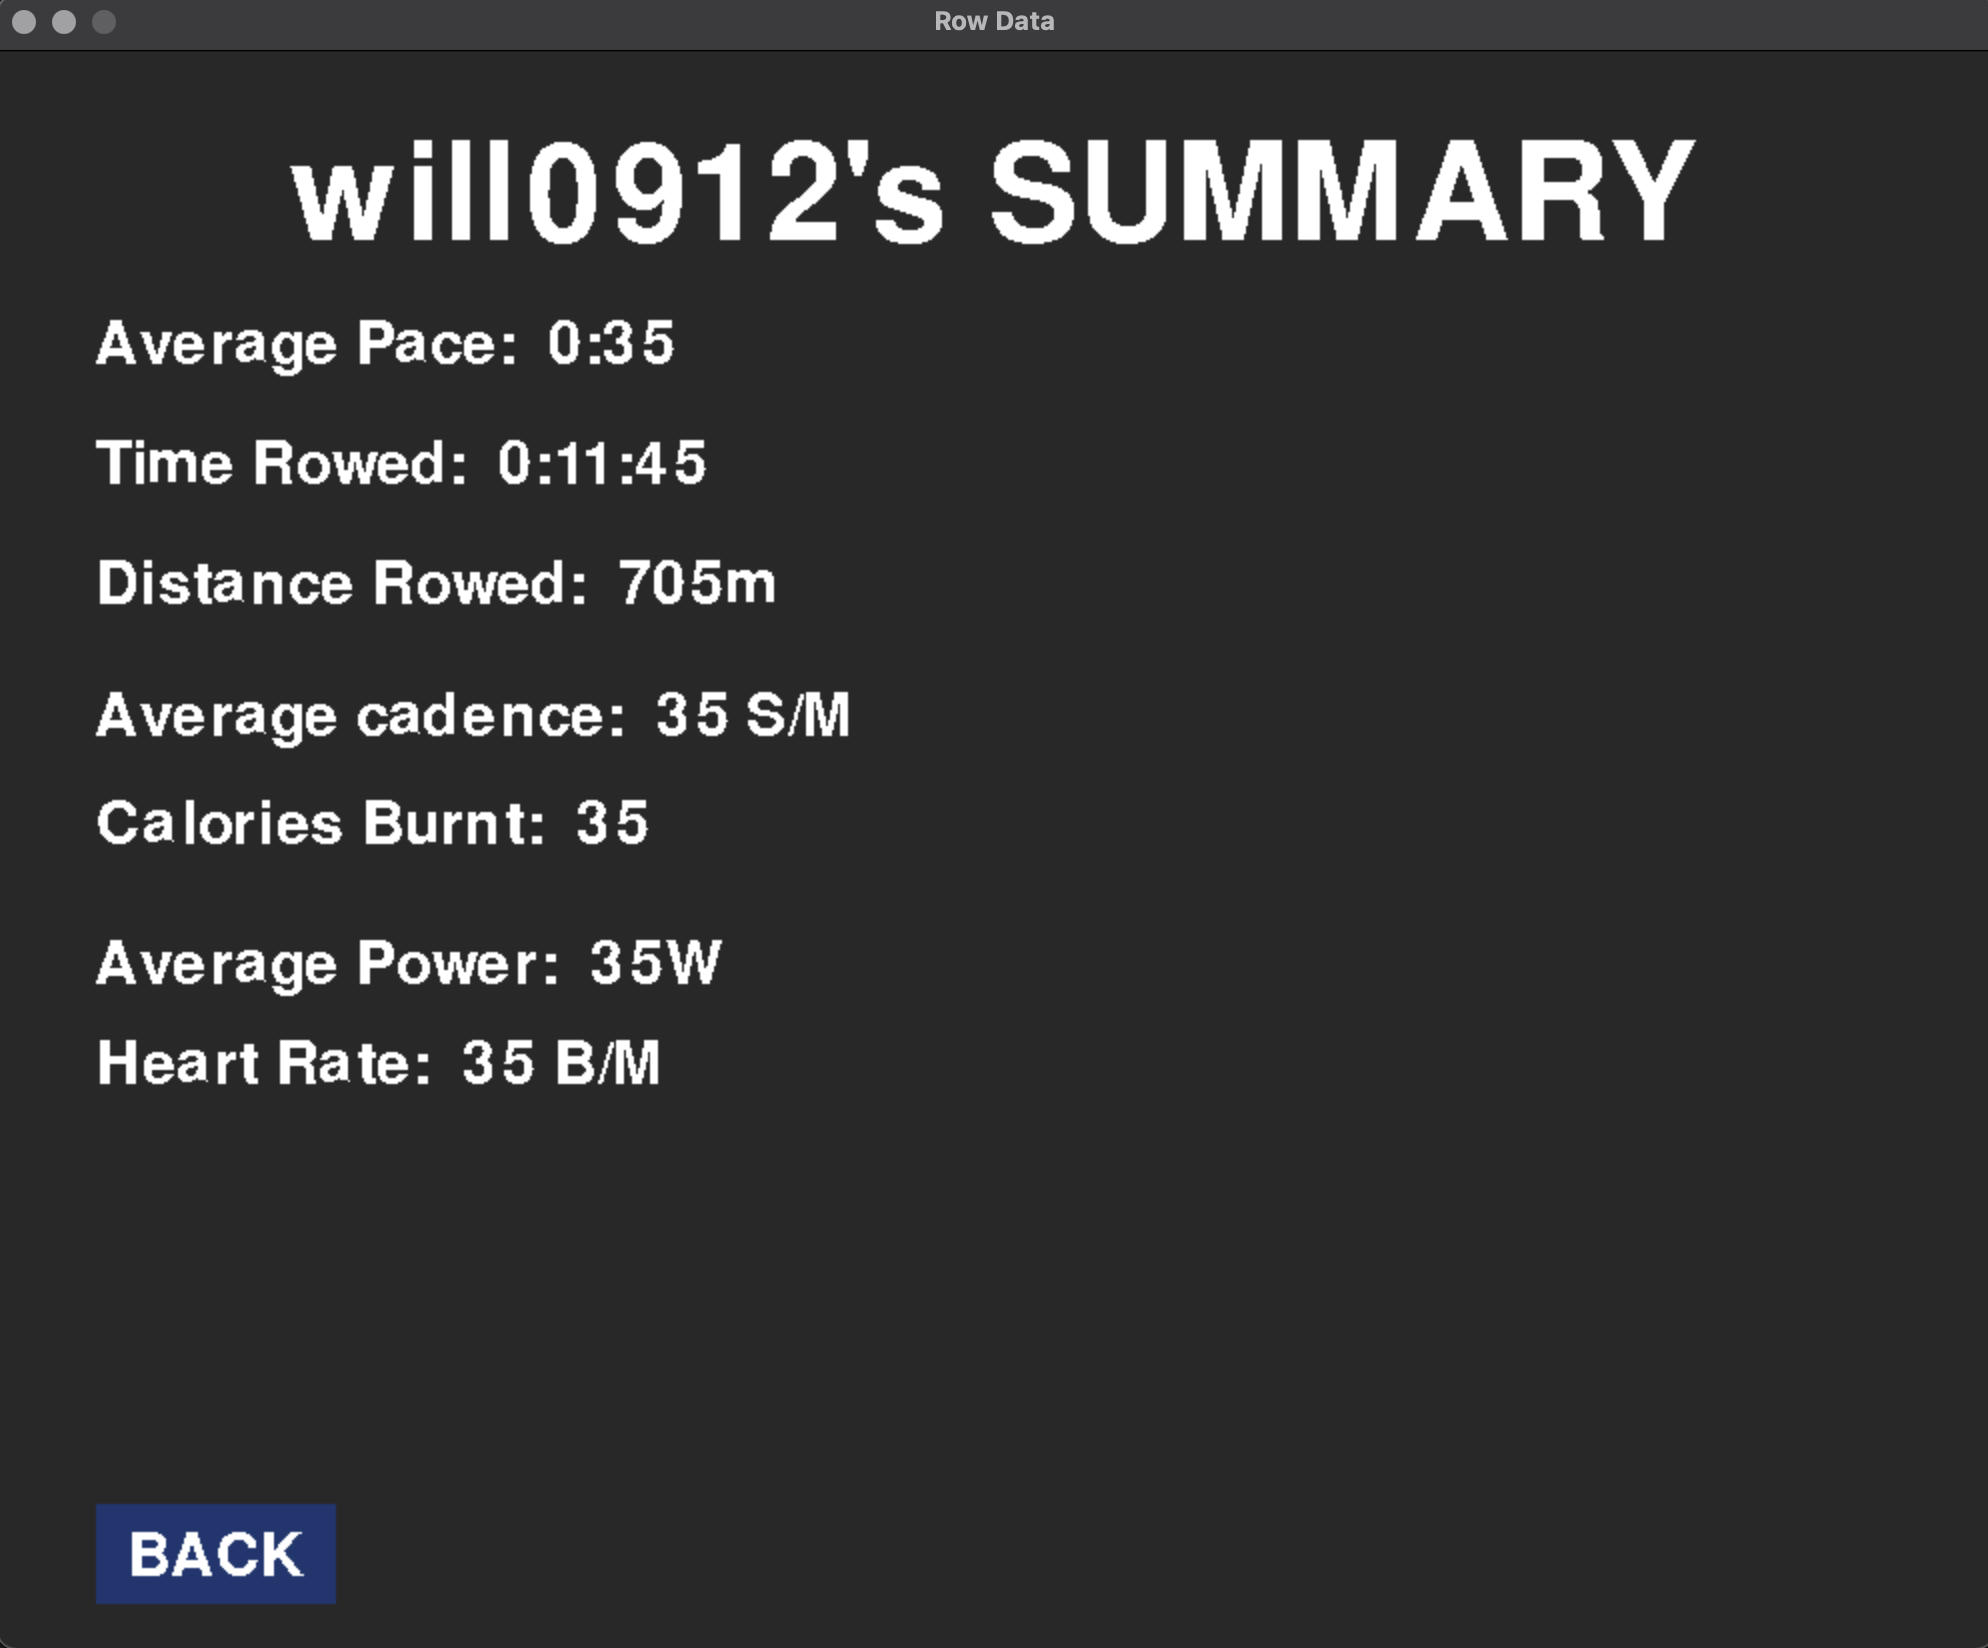 Row Data
will0912's SUMMARY
Average Pace: 0:35
Time Rowed: 0:11:45
Distance Rowed: 705m
Average cadence: 35 S/M
Calories Burnt: 35
Average Power: 35W
Heart Rate: 35 B/M
BACK